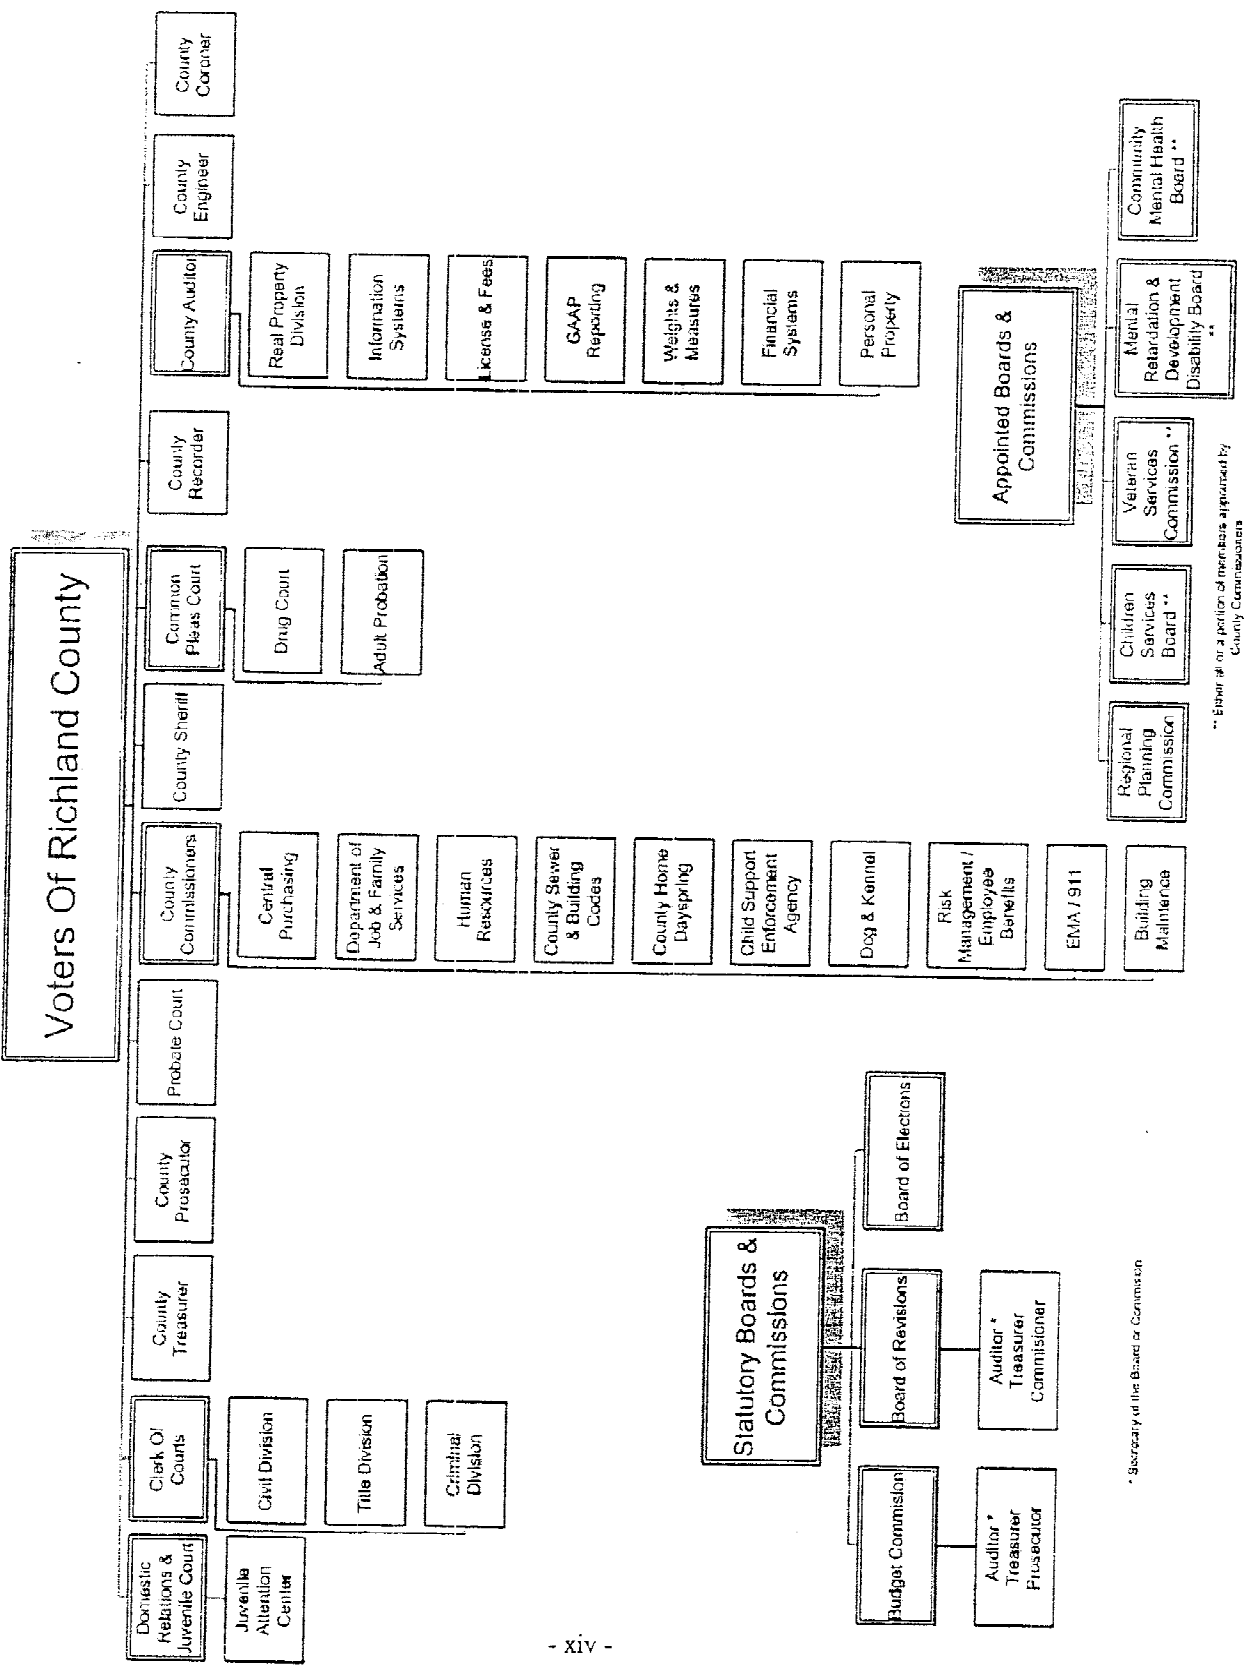 Voters Of Richland County
Domestic
Relations &
Juvenile Court
Juvenile
Attention
Center
Clerk Of
Courts
Civil Division
Title Division
Criminal
Division
County
Treasurer
County
Prosecutor
Probate Court
County
Commissioners
Central
Purchasing
Department of
Job & Family
Services
Human
Resources
County Sewer
& Building
Codes
County Home
Dayspring
Child Support
Enforcement
Agency
Dog & Kennel
Risk
Management /
Employee
Benefits
EMA / 911
Building
Maintence
County Sheriff
Common
Pleas Court
Drug Court
Adult Probation
County
Recorder
County Auditor
Real Property
Division
Information
Systems
License & Fees
GAAP
Reporting
Weights &
Measures
Financial
Systems
Personal
Property
County
Engineer
County
Coroner
Statutory Boards &
Commissions
Budget Commision
Auditor *
Treasurer
Prosecutor
Board of Revisions
Auditor *
Treasurer
Commisioner
Board of Elections
* Secretary of the Board or Commision
Appointed Boards &
Commissions
Regional
Planning
Commission
Children
Services
Board **
Veteran
Services
Commission **
Mental
Retardation &
Development
Disability Board
**
Community
Mental Health
Board **
** Either all or a portion of members appointed by
County Commissioners
- xiv -